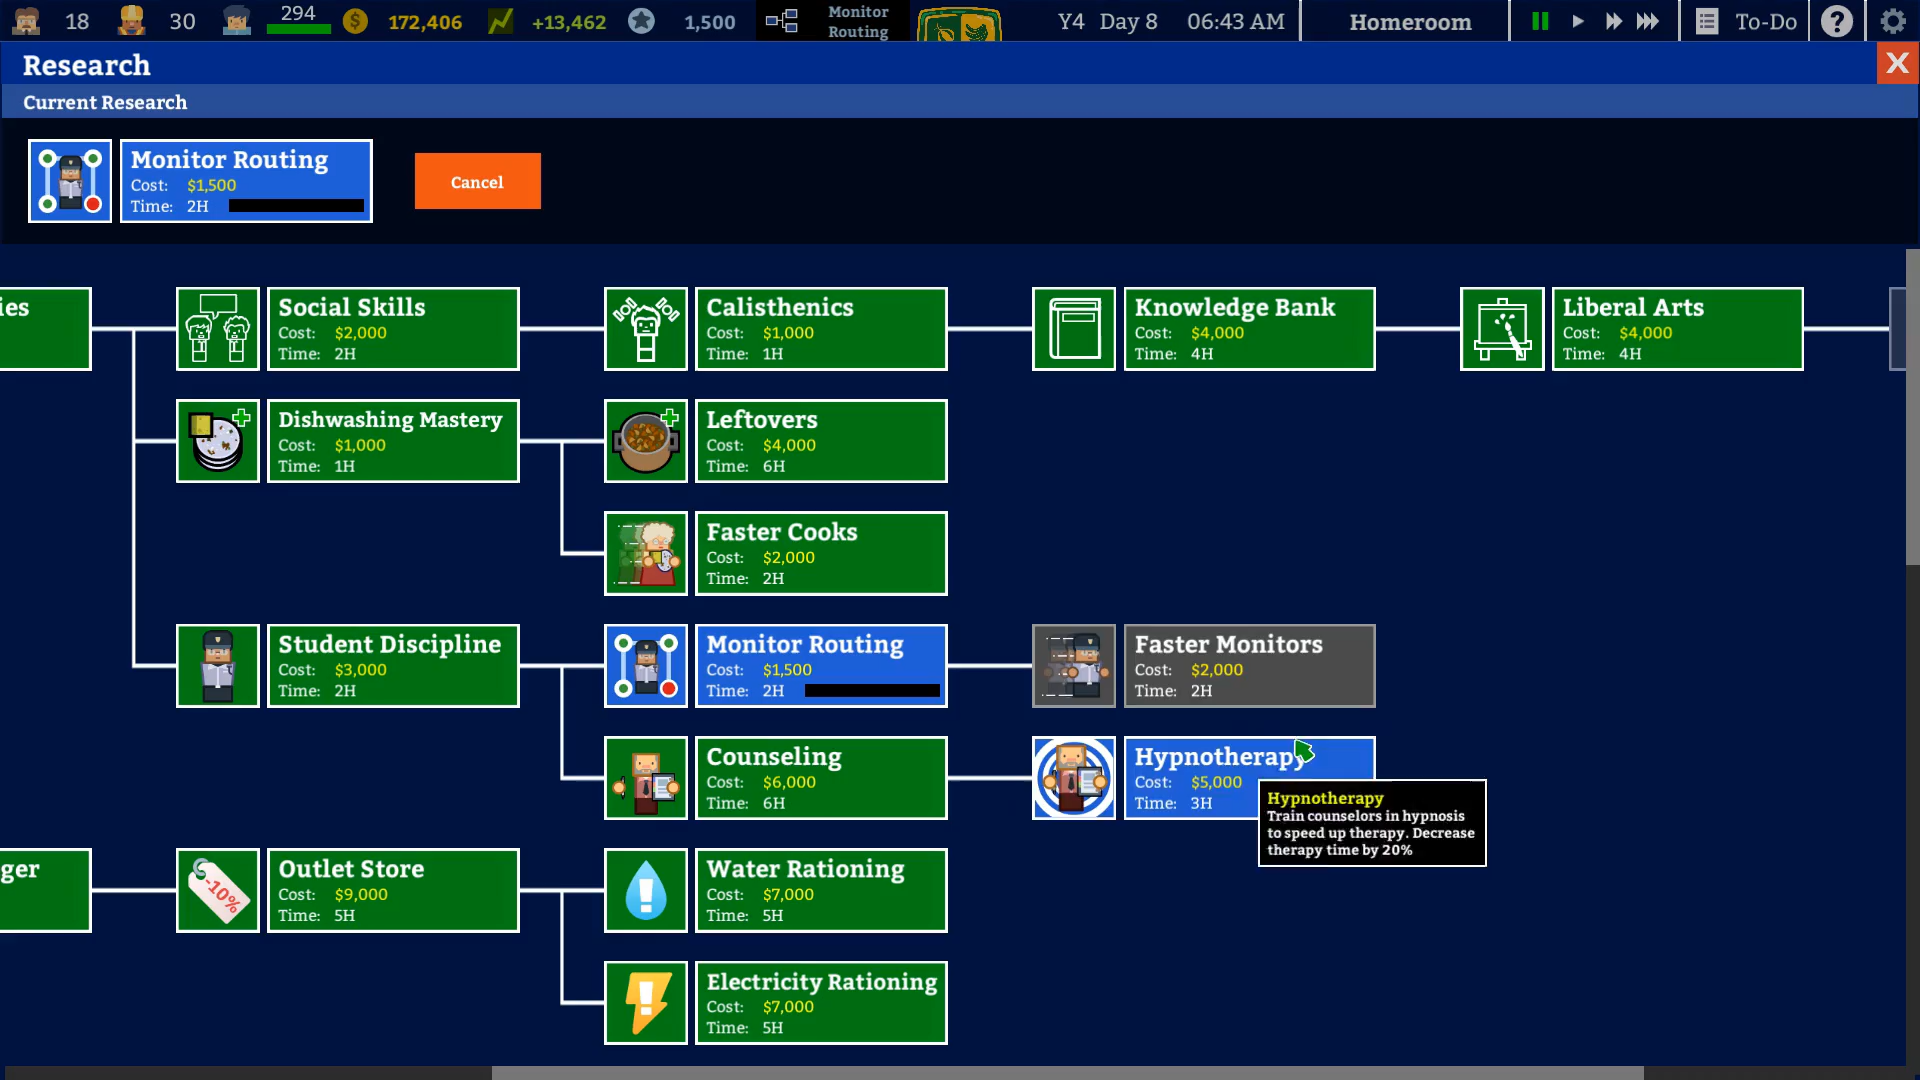 18 30 294 172,406 +13,462 1,500 Monitor Routing Y4 Day 8 06:43 AM Homeroom To-Do ?
Research X
Current Research
Monitor Routing
Cost: $1,500
Time: 2H
Cancel
ies
Social Skills
Cost: $2,000
Time: 2H
Calisthenics
Cost: $1,000
Time: 1H
Knowledge Bank
Cost: $4,000
Time: 4H
Liberal Arts
Cost: $4,000
Time: 4H
Dishwashing Mastery
Cost: $1,000
Time: 1H
Leftovers
Cost: $4,000
Time: 6H
Faster Cooks
Cost: $2,000
Time: 2H
Student Discipline
Cost: $3,000
Time: 2H
Monitor Routing
Cost: $1,500
Time: 2H
Faster Monitors
Cost: $2,000
Time: 2H
Counseling
Cost: $6,000
Time: 6H
Hypnotherapy
Cost: $5,000
Time: 3H
Hypnotherapy
Train counselors in hypnosis
to speed up therapy. Decrease
therapy time by 20%
ger
-10%
Outlet Store
Cost: $9,000
Time: 5H
Water Rationing
Cost: $7,000
Time: 5H
Electricity Rationing
Cost: $7,000
Time: 5H